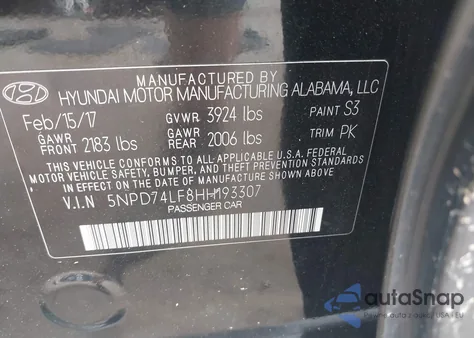 MANUFACTURED BY
HYUNDAI MOTOR MANUFACTURING ALABAMA, LLC
Feb/15/17 GVWR 3924 lbs PAINT S3
GAWR FRONT 2183 lbs GAWR REAR 2006 lbs TRIM PK
THIS VEHICLE CONFORMS TO ALL APPLICABLE U.S.A FEDERAL
MOTOR VEHICLE SAFETY, BUMPER, AND THEFT PREVENTION
STANDARDS IN EFFECT ON THE DATE OF MANUFACTURE
SHOWN ABOVE.
V.I.N 5NPD74LF8HH193307
PASSENGER CAR
autoSnap